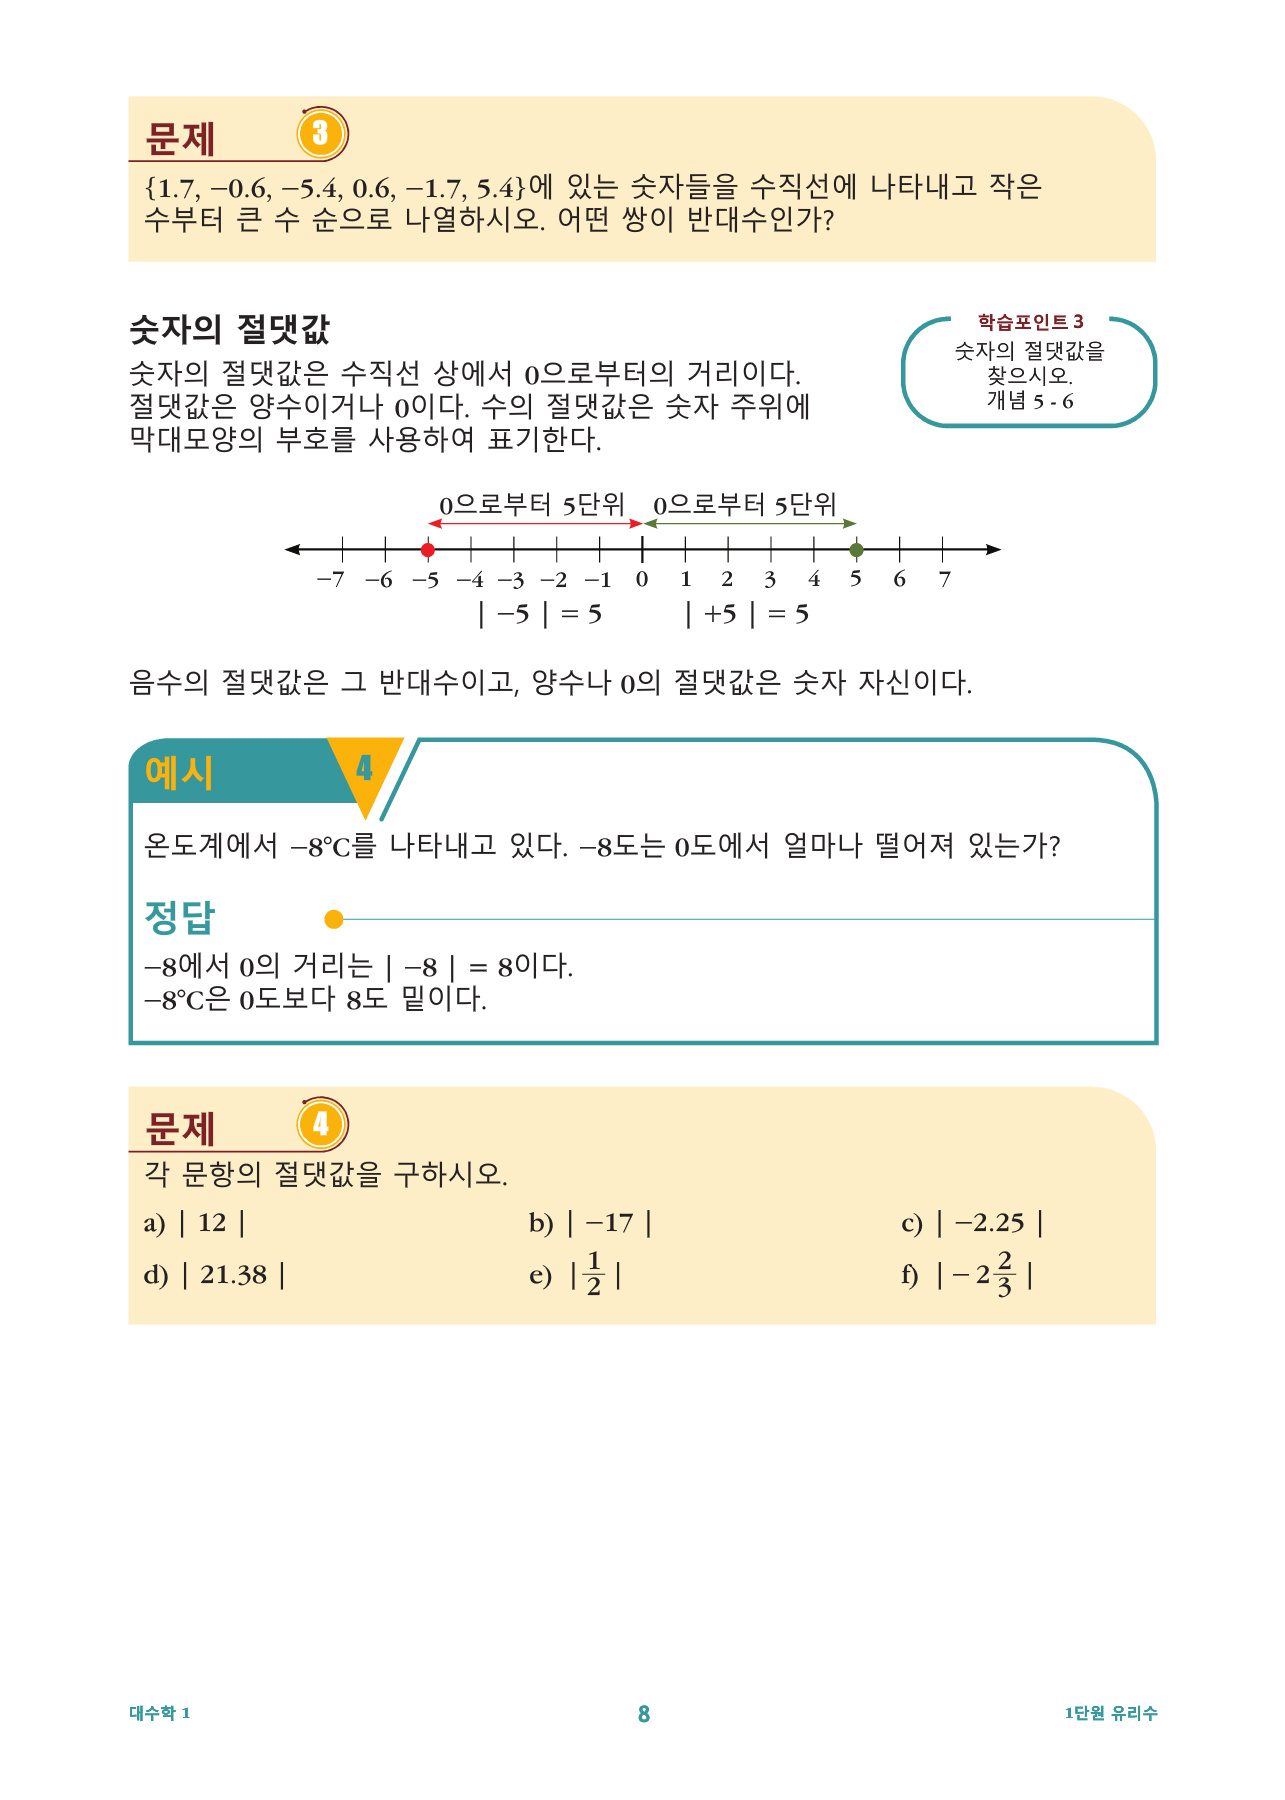 문제 3
{1.7, −0.6, −5.4, 0.6, −1.7, 5.4}에 있는 숫자들을 수직선에 나타내고 작은
수부터 큰 수 순으로 나열하시오. 어떤 쌍이 반대수인가?
숫자의 절댓값
숫자의 절댓값은 수직선 상에서 0으로부터의 거리이다.
절댓값은 양수이거나 0이다. 수의 절댓값은 숫자 주위에
막대모양의 부호를 사용하여 표기한다.
학습포인트 3
숫자의 절댓값을
찾으시오.
개념 5 - 6
0으로부터 5단위 0으로부터 5단위
−7 −6 −5 −4 −3 −2 −1 0 1 2 3 4 5 6 7
| −5 | = 5 | +5 | = 5
음수의 절댓값은 그 반대수이고, 양수나 0의 절댓값은 숫자 자신이다.
예시 4
온도계에서 −8°C를 나타내고 있다. −8도는 0도에서 얼마나 떨어져 있는가?
정답
−8에서 0의 거리는 | −8 | = 8이다.
−8°C은 0도보다 8도 밑이다.
문제 4
각 문항의 절댓값을 구하시오.
a) | 12 | b) | −17 | c) | −2.25 |
d) | 21.38 | e) | 1/2 | f) | − 2 2/3 |
대수학 1 8 1단원 유리수